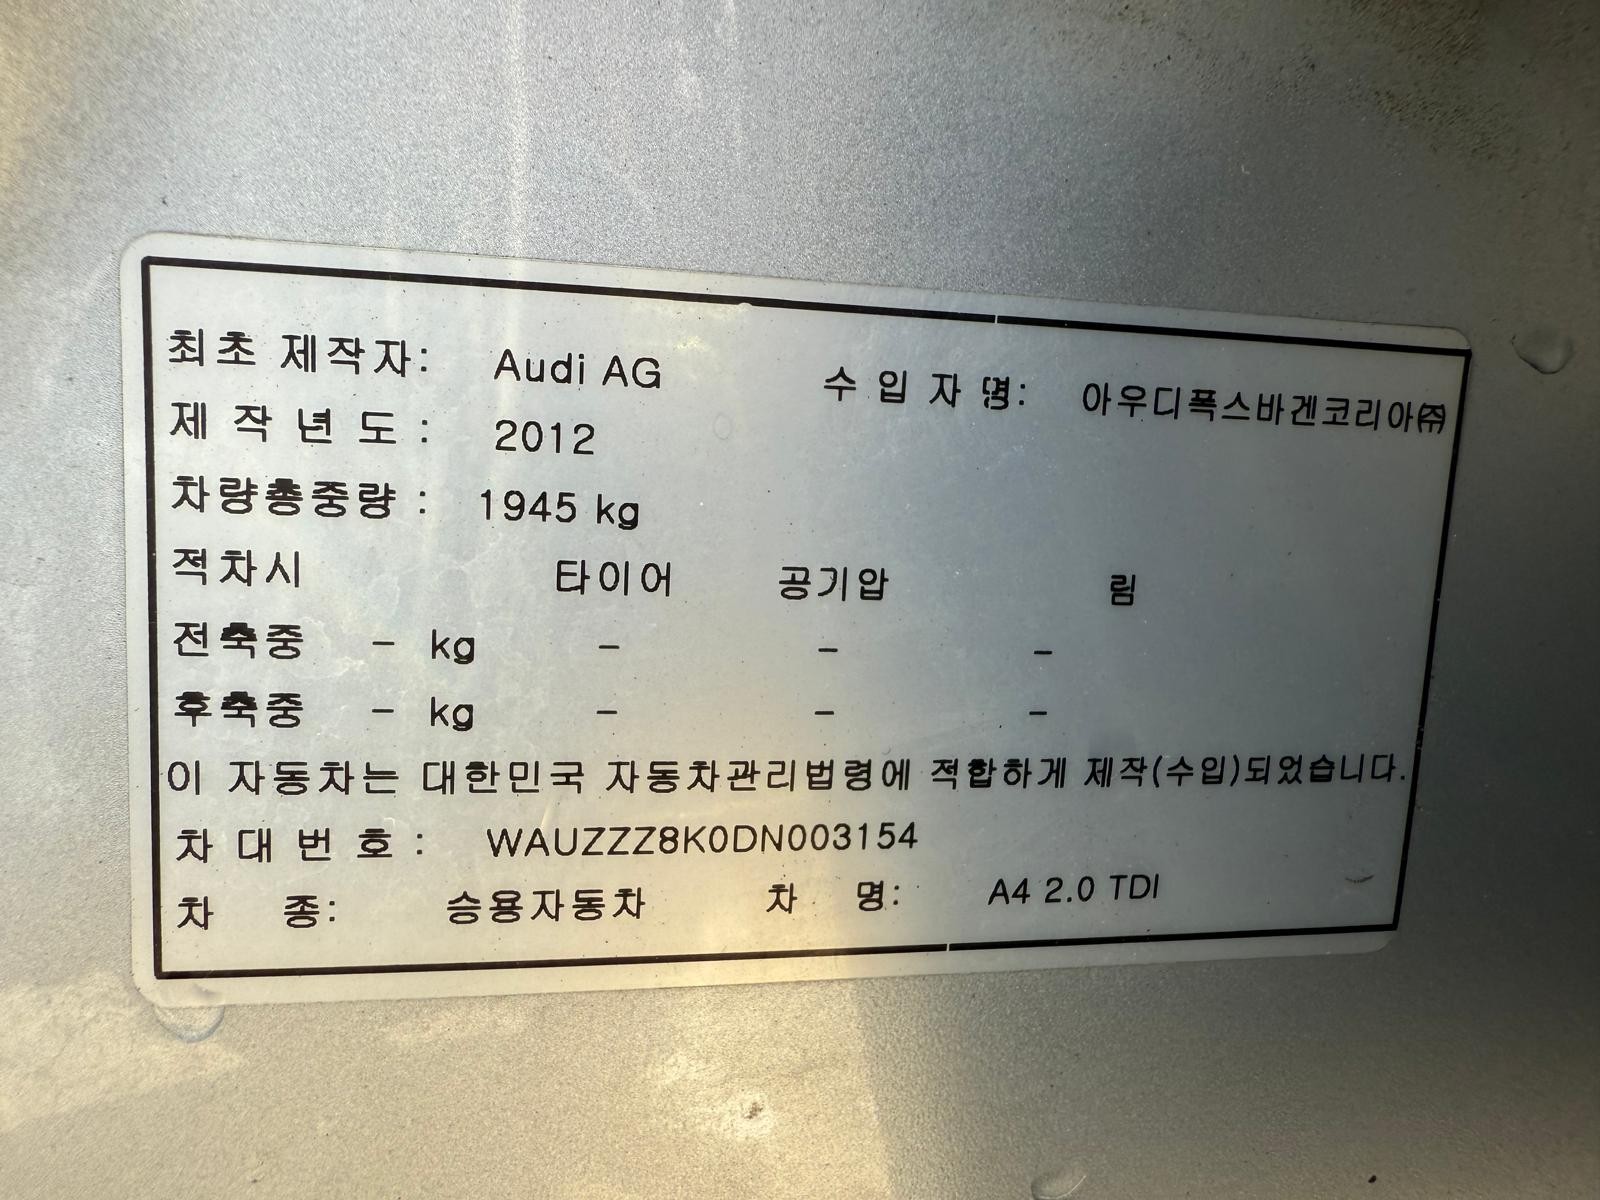 최초 제작자: Audi AG 수 입 자 명: 아우디폭스바겐코리아㈜
제 작 년 도 : 2012
차량총중량 : 1945 kg
적차시 타이어 공기압 림
전축중 - kg - - -
후축중 - kg - - -
이 자동차는 대한민국 자동차관리법령에 적합하게 제작(수입)되었습니다.
차 대 번 호 : WAUZZZ8K0DN003154
차 종: 승용자동차 차 명: A4 2.0 TDI